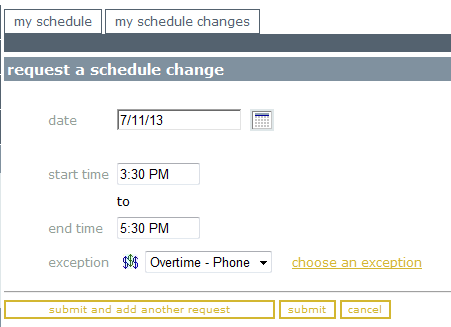 my schedule my schedule changes
request a schedule change
date 7/11/13
start time 3:30 PM
to
end time 5:30 PM
exception $$$ Overtime - Phone choose an exception
submit and add another request submit cancel